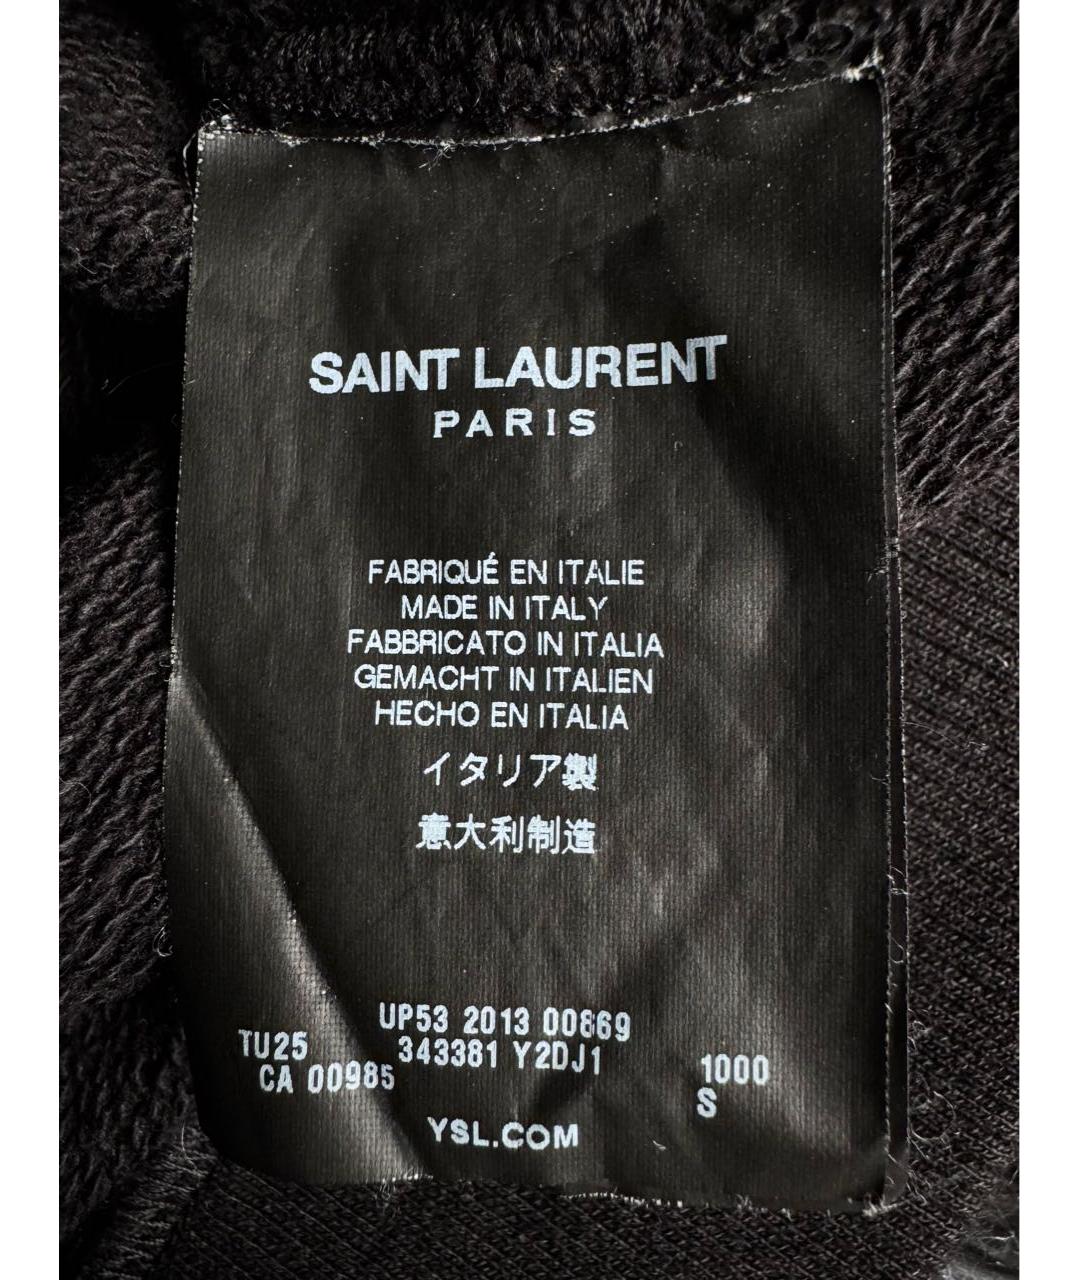 SAINT LAURENT
PARIS
FABRIQUÉ EN ITALIE
MADE IN ITALY
FABBRICATO IN ITALIA
GEMACHT IN ITALIEN
HECHO EN ITALIA
イタリア製
意大利制造
UP53 2013 00869
TU25 343381 Y2DJ1 1000
CA 00985 S
YSL.COM